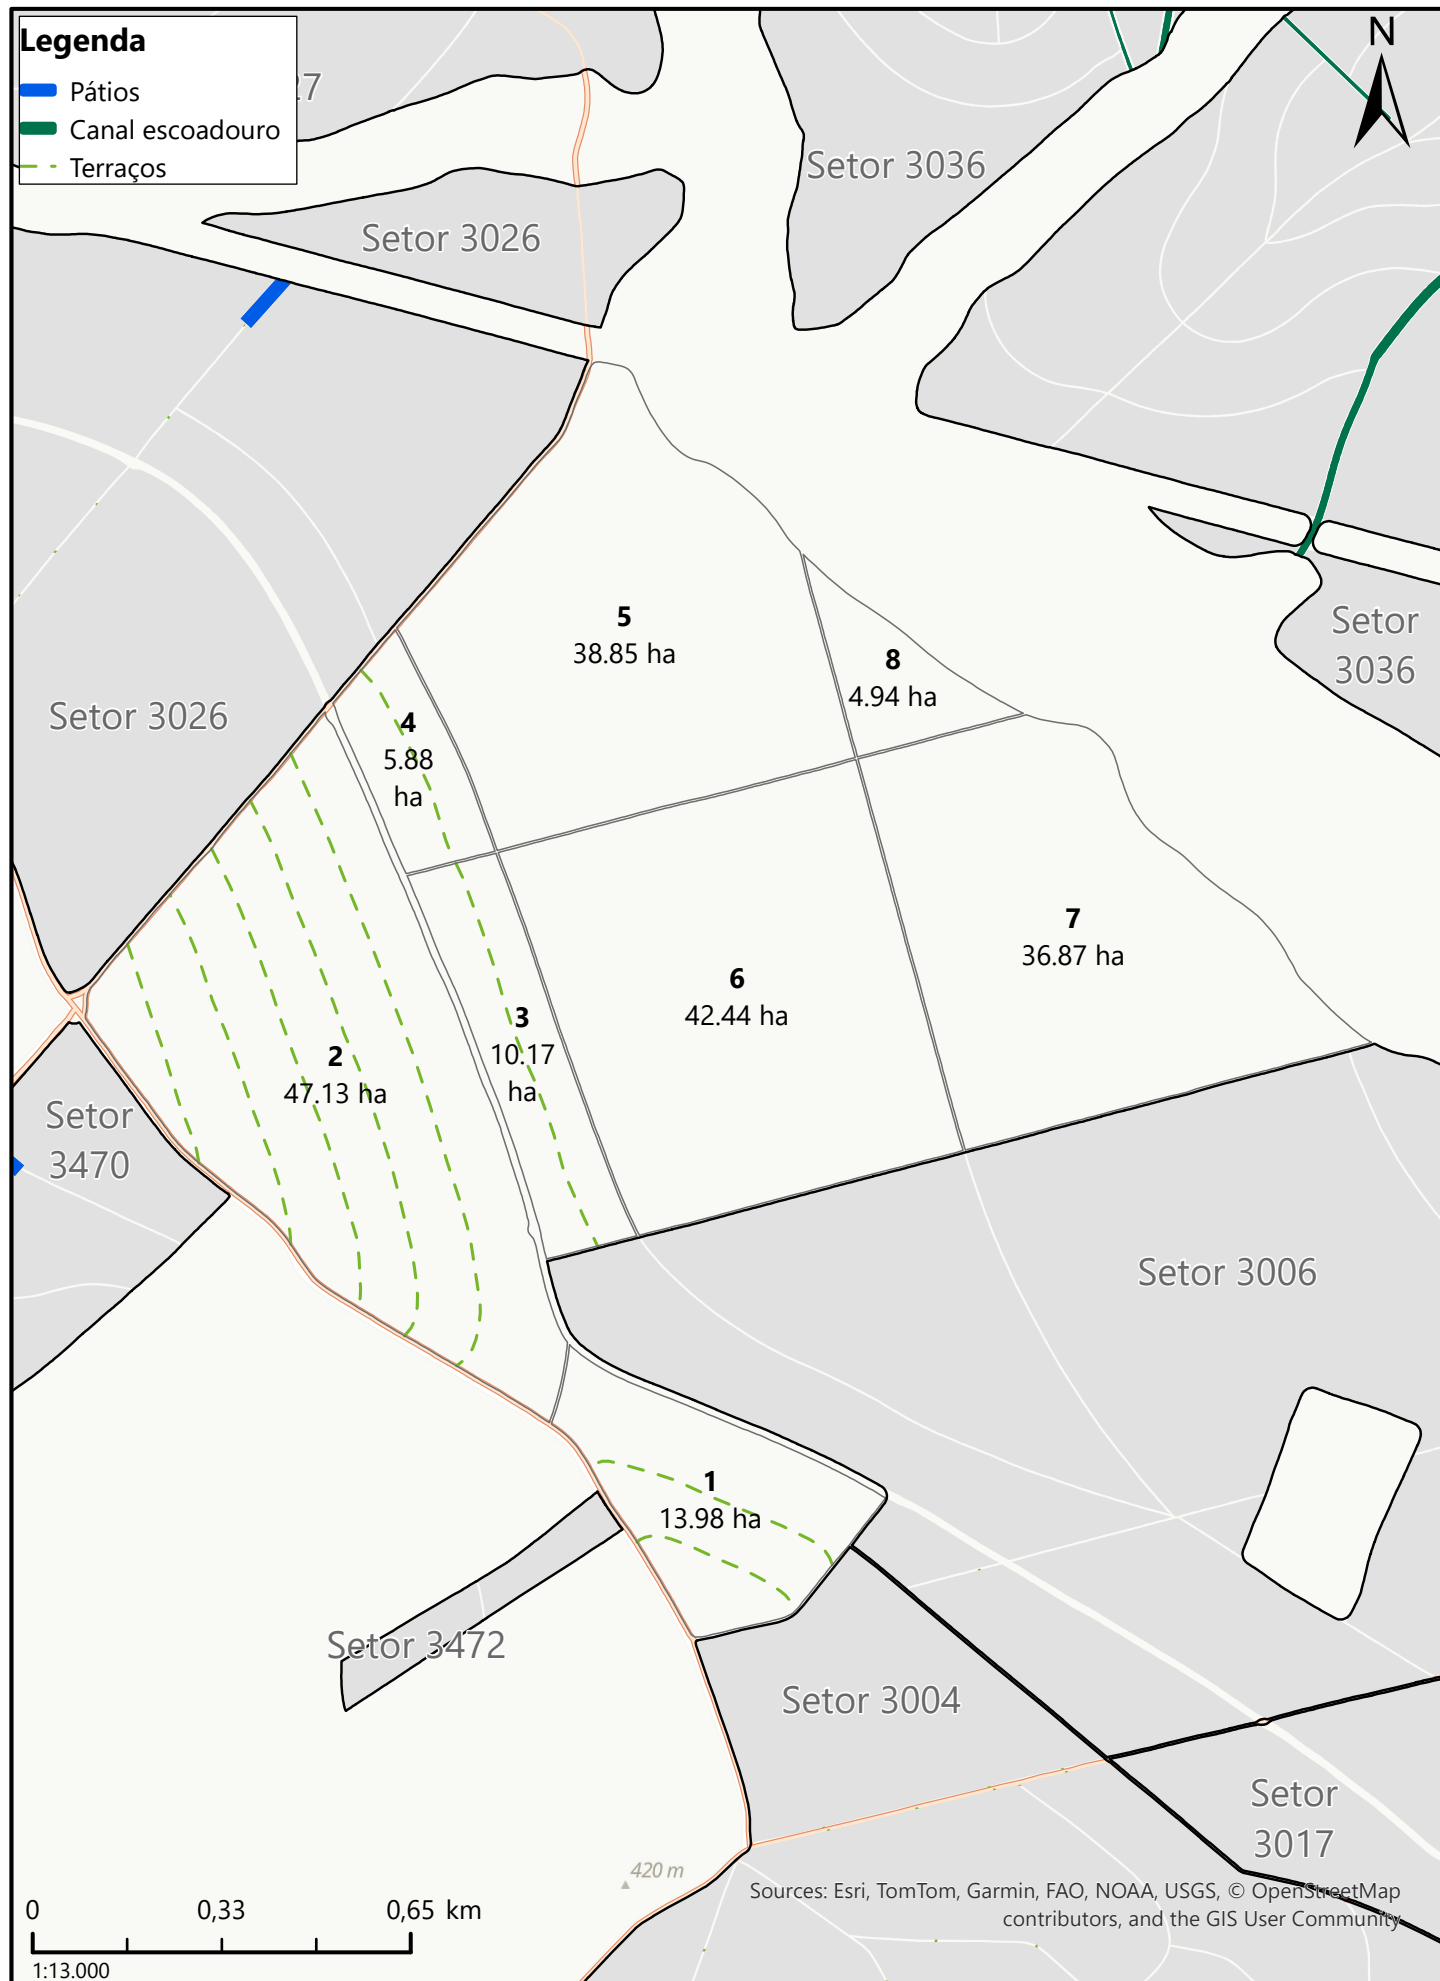 Legenda
Pátios
Canal escoadouro
Terraços
27
N
Setor 3036
Setor 3026
5
38.85 ha
8
4.94 ha
Setor
3036
Setor 3026
4
5.88
ha
7
36.87 ha
6
42.44 ha
3
10.17
ha
2
47.13 ha
Setor
3470
Setor 3006
1
13.98 ha
Setor 3472
Setor 3004
Setor
3017
420 m
Sources: Esri, TomTom, Garmin, FAO, NOAA, USGS, © OpenStreetMap
contributors, and the GIS User Community
0 0,33 0,65 km
1:13.000